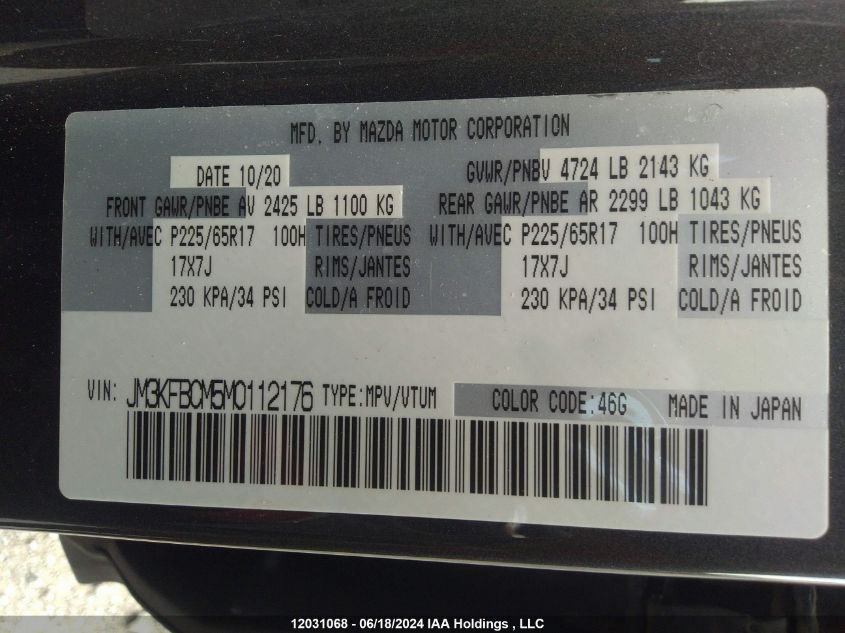 MFD. BY MAZDA MOTOR CORPORATION
DATE 10/20 GVWR/PNBV 4724 LB 2143 KG
FRONT GAWR/PNBE AV 2425 LB 1100 KG REAR GAWR/PNBE AR 2299 LB 1043 KG
WITH/AVEC P225/65R17 100H TIRES/PNEUS WITH/AVEC P225/65R17 100H TIRES/PNEUS
17X7J RIMS/JANTES 17X7J RIMS/JANTES
230 KPA/34 PSI COLD/A FROID 230 KPA/34 PSI COLD/A FROID
VIN: JM3KFBCM5M0112176 TYPE:MPV/VTUM COLOR CODE:46G MADE IN JAPAN
12031068 - 06/18/2024 IAA Holdings , LLC